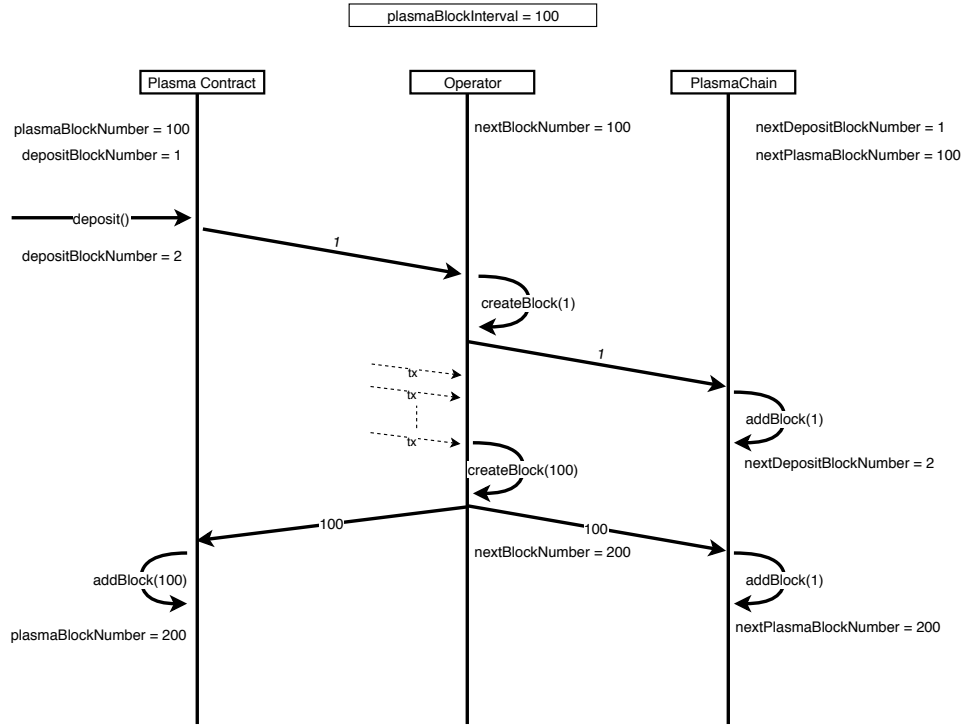 plasmaBlockInterval = 100
Plasma Contract
Operator
PlasmaChain
plasmaBlockNumber = 100
nextBlockNumber = 100
nextDepositBlockNumber = 1
depositBlockNumber = 1
nextPlasmaBlockNumber = 100
deposit()
1
depositBlockNumber = 2
createBlock(1)
1
tx
tx
tx
addBlock(1)
nextDepositBlockNumber = 2
createBlock(100)
100
100
nextBlockNumber = 200
addBlock(100)
addBlock(1)
plasmaBlockNumber = 200
nextPlasmaBlockNumber = 200